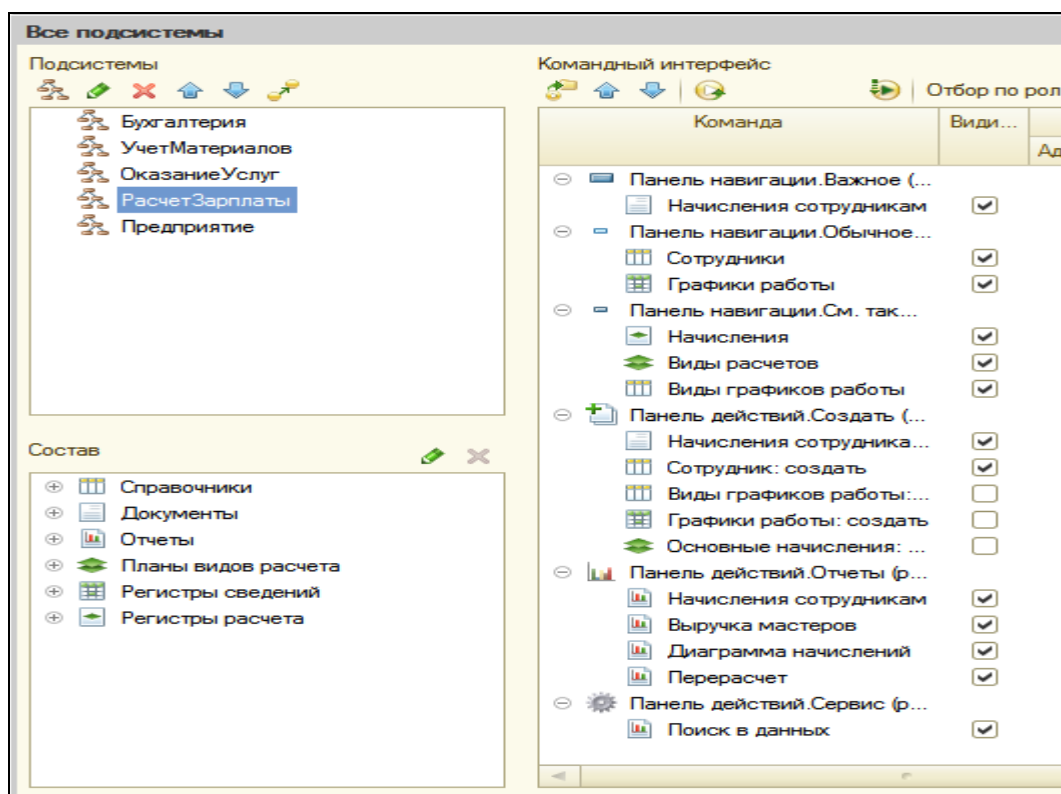 Все подсистемы
Подсистемы
Бухгалтерия
УчетМатериалов
ОказаниеУслуг
РасчетЗарплаты
Предприятие
Состав
Справочники
Документы
Отчеты
Планы видов расчета
Регистры сведений
Регистры расчета
Командный интерфейс
Отбор по рол
Команда
Види...
Ад
Панель навигации.Важное (...
Начисления сотрудникам
Панель навигации.Обычное...
Сотрудники
Графики работы
Панель навигации.См. так...
Начисления
Виды расчетов
Виды графиков работы
Панель действий.Создать (...
Начисления сотрудника...
Сотрудник: создать
Виды графиков работы:...
Графики работы: создать
Основные начисления: ...
Панель действий.Отчеты (р...
Начисления сотрудникам
Выручка мастеров
Диаграмма начислений
Перерасчет
Панель действий.Сервис (р...
Поиск в данных